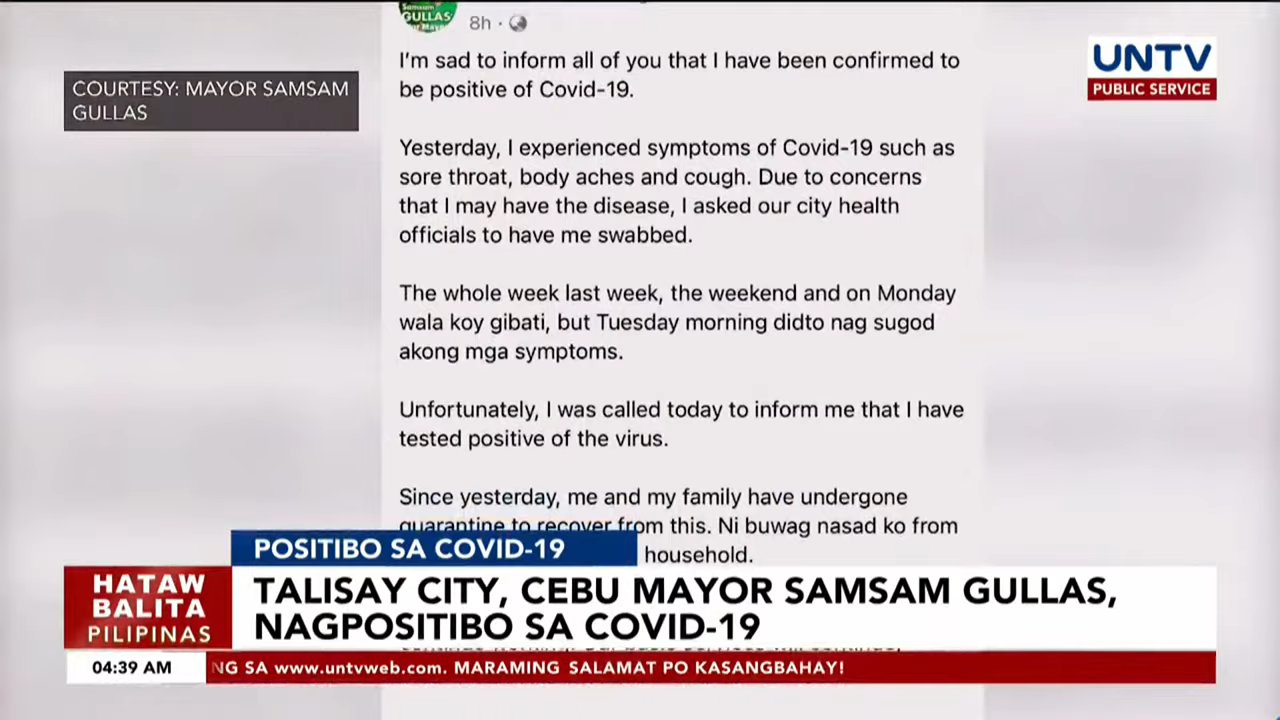 Samsam
GULLAS
8h
I'm sad to inform all of you that I have been confirmed to
be positive of Covid-19.
Yesterday, I experienced symptoms of Covid-19 such as
sore throat, body aches and cough. Due to concerns
that I may have the disease, I asked our city health
officials to have me swabbed.
The whole week last week, the weekend and on Monday
wala koy gibati, but Tuesday morning didto nag sugod
akong mga symptoms.
Unfortunately, I was called today to inform me that I have
tested positive of the virus.
Since yesterday, me and my family have undergone
quarantine to recover from this. Ni buwag nasad ko from
household.
COURTESY: MAYOR SAMSAM
GULLAS
UNTV
PUBLIC SERVICE
POSITIBO SA COVID-19
HATAW
BALITA
PILIPINAS
TALISAY CITY, CEBU MAYOR SAMSAM GULLAS,
NAGPOSITIBO SA COVID-19
04:39 AM
NG SA www.untvweb.com. MARAMING SALAMAT PO KASANGBAHAY!